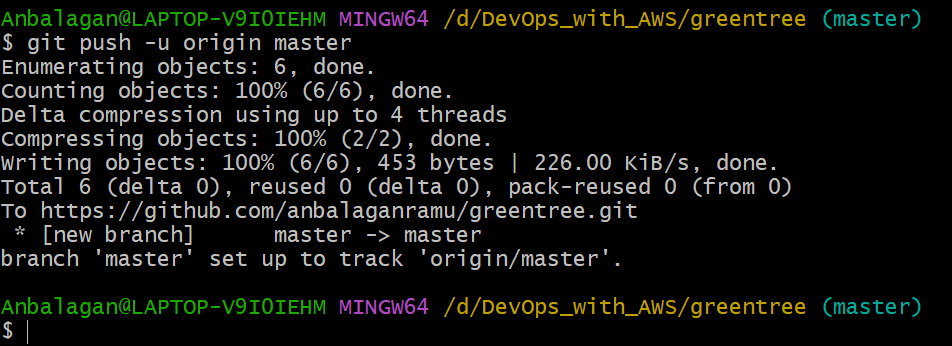 Anbalagan@LAPTOP-V9I0IEHM MINGW64 /d/DevOps_with_AWS/greentree (master)
$ git push -u origin master
Enumerating objects: 6, done.
Counting objects: 100% (6/6), done.
Delta compression using up to 4 threads
Compressing objects: 100% (2/2), done.
Writing objects: 100% (6/6), 453 bytes | 226.00 KiB/s, done.
Total 6 (delta 0), reused 0 (delta 0), pack-reused 0 (from 0)
To https://github.com/anbalaganramu/greentree.git
 * [new branch]      master -> master
branch 'master' set up to track 'origin/master'.
Anbalagan@LAPTOP-V9I0IEHM MINGW64 /d/DevOps_with_AWS/greentree (master)
$